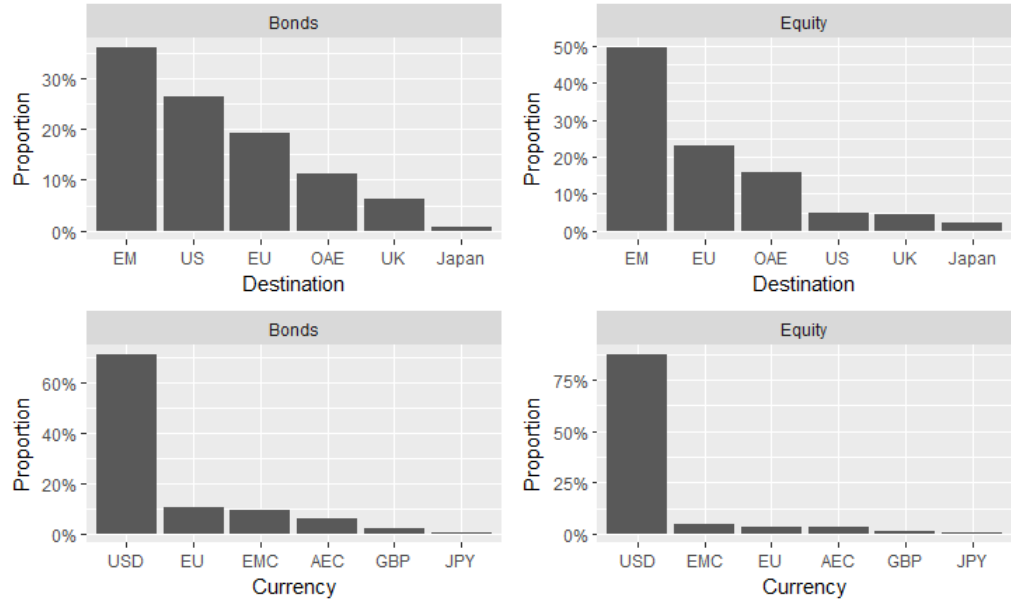 Bonds
Proportion
30%
20%
10%
0%
EM US EU OAE UK Japan
Destination
Equity
Proportion
50%
40%
30%
20%
10%
0%
EM EU OAE US UK Japan
Destination
Bonds
Proportion
60%
40%
20%
0%
USD EU EMC AEC GBP JPY
Currency
Equity
Proportion
75%
50%
25%
0%
USD EMC EU AEC GBP JPY
Currency